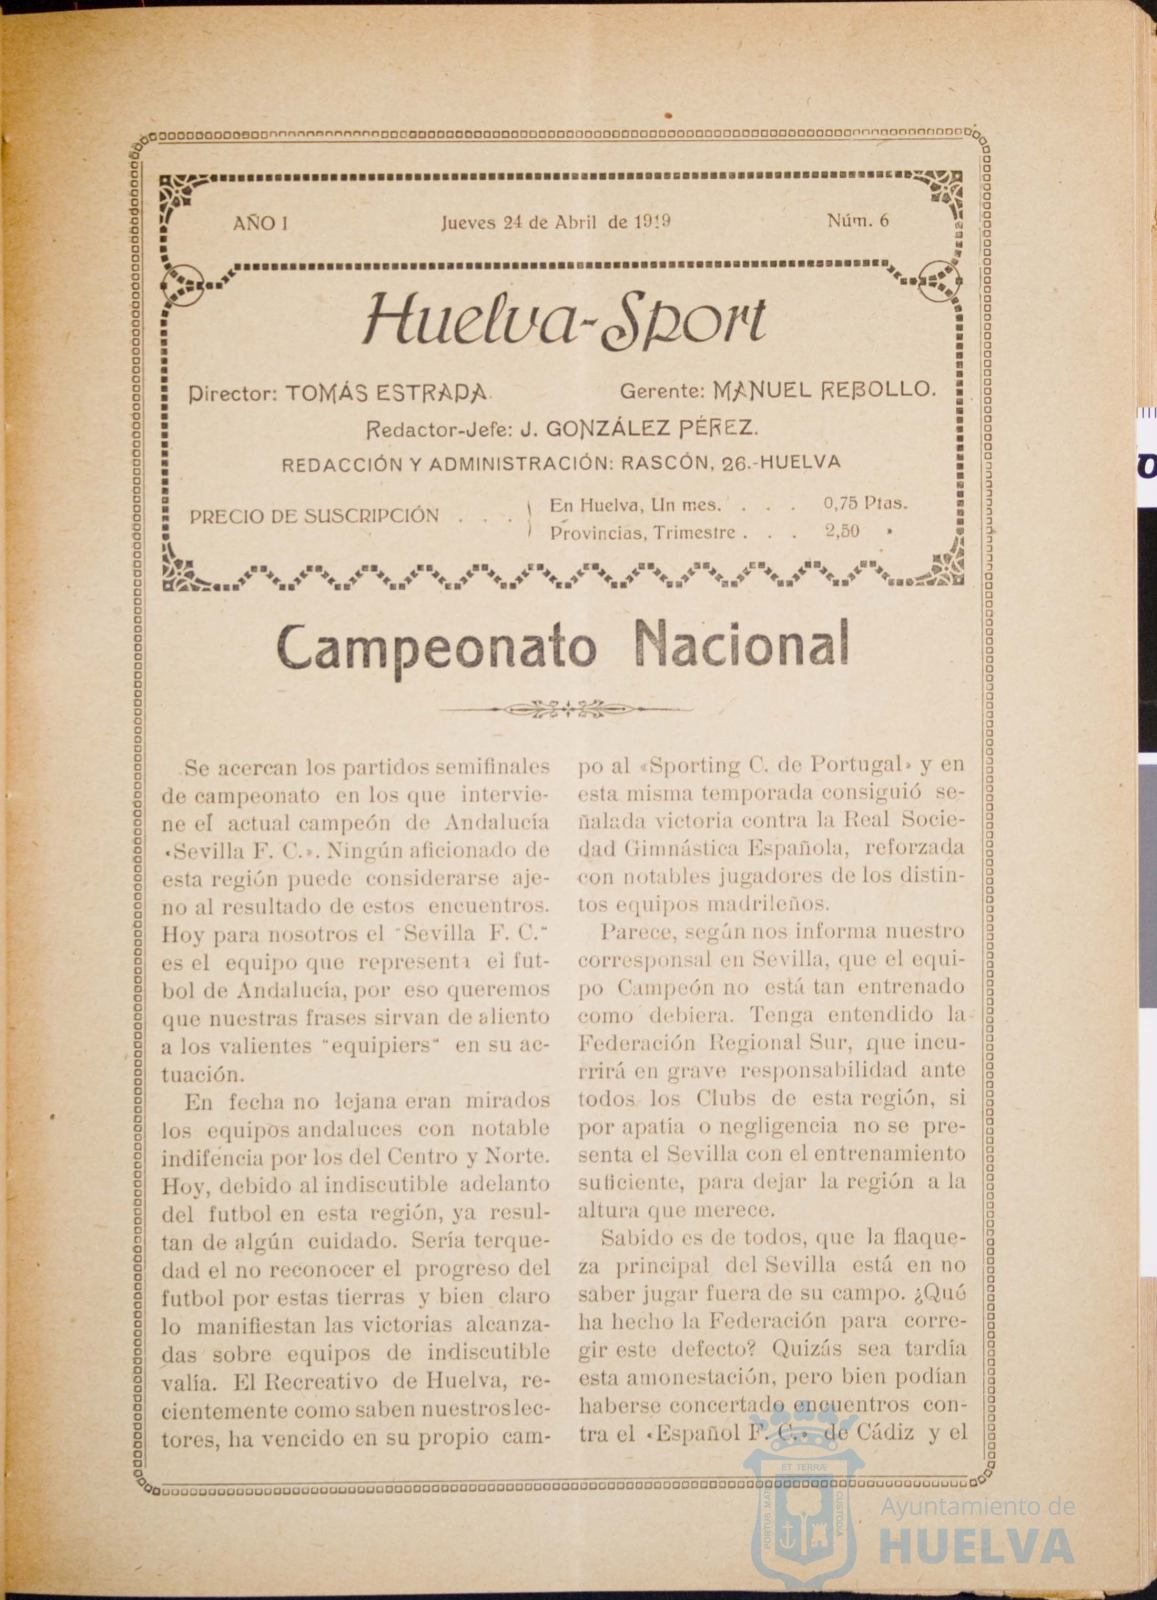 AÑO I
Jueves 24 de Abril de 1919
Núm. 6
Huelva-Sport
Director: TOMÁS ESTRADA.
Gerente: MANUEL REBOLLO.
Redactor-Jefe: J. GONZÁLEZ PÉREZ.
REDACCIÓN Y ADMINISTRACIÓN: RASCÓN, 26.-HUELVA
PRECIO DE SUSCRIPCIÓN . . .
En Huelva, Un mes. . . . 0,75 Ptas.
Provincias, Trimestre . . . 2,50 »
Campeonato Nacional
Se acercan los partidos semifinales
de campeonato en los que intervie-
ne el actual campeón de Andalucía
«Sevilla F. C.». Ningún aficionado de
esta región puede considerarse aje-
no al resultado de estos encuentros.
Hoy para nosotros el "Sevilla F. C."
es el equipo que representa el fut-
bol de Andalucía, por eso queremos
que nuestras frases sirvan de aliento
a los valientes "equipiers" en su ac-
tuación.
En fecha no lejana eran mirados
los equipos andaluces con notable
indifencia por los del Centro y Norte.
Hoy, debido al indiscutible adelanto
del futbol en esta región, ya resul-
tan de algún cuidado. Sería terque-
dad el no reconocer el progreso del
futbol por estas tierras y bien claro
lo manifiestan las victorias alcanza-
das sobre equipos de indiscutible
valía. El Recreativo de Huelva, re-
cientemente como saben nuestros lec-
tores, ha vencido en su propio cam-
po al «Sporting C. de Portugal» y en
esta misma temporada consiguió se-
ñalada victoria contra la Real Socie-
dad Gimnástica Española, reforzada
con notables jugadores de los distin-
tos equipos madrileños.
Parece, según nos informa nuestro
corresponsal en Sevilla, que el equi-
po Campeón no está tan entrenado
como debiera. Tenga entendido la
Federación Regional Sur, que incu-
rrirá en grave responsabilidad ante
todos los Clubs de esta región, si
por apatía o negligencia no se pre-
senta el Sevilla con el entrenamiento
suficiente, para dejar la región a la
altura que merece.
Sabido es de todos, que la flaque-
za principal del Sevilla está en no
saber jugar fuera de su campo. ¿Qué
ha hecho la Federación para corre-
gir este defecto? Quizás sea tardía
esta amonestación, pero bien podían
haberse concertado encuentros con-
tra el «Español F. C.» de Cádiz y el
PORTUS MARIS ET TERRÆ CUSTODIA
Ayuntamiento de
HUELVA